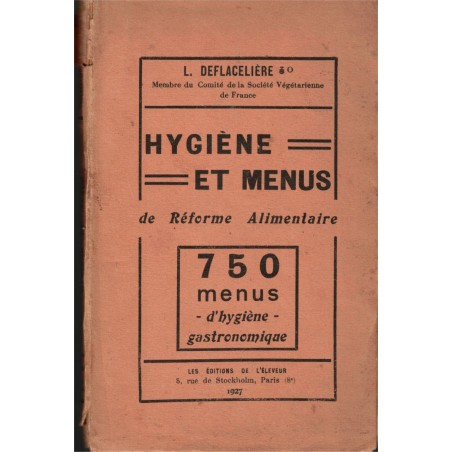 L. DEFLACELIÈRE
Membre du Comité de la Société Végétarienne
de France
HYGIÈNE
ET MENUS
de Réforme Alimentaire
750
menus
- d'hygiène -
gastronomique
LES ÉDITIONS DE L'ÉLEVEUR
5, rue de Stockholm, Paris (8e)
1927